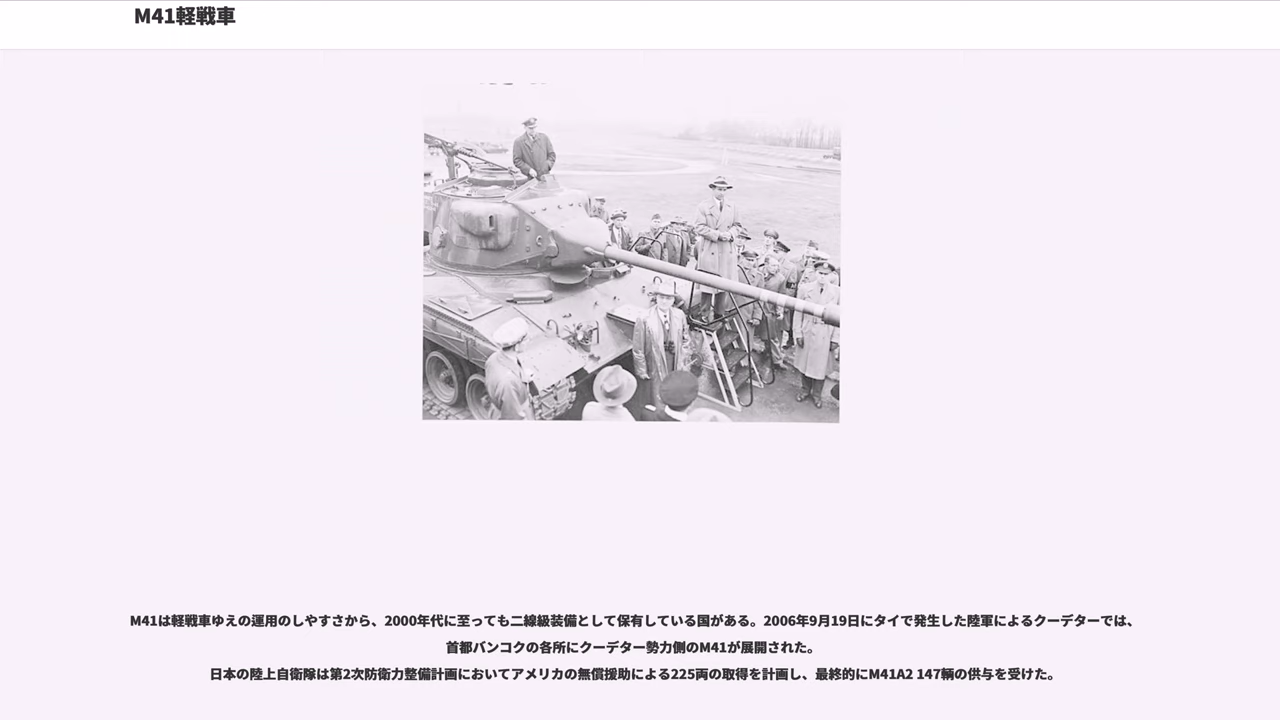 M41軽戦車
M41は軽戦車ゆえの運用のしやすさから、2000年代に至っても二線級装備として保有している国がある。2006年9月19日にタイで発生した陸軍によるクーデターでは、
首都バンコクの各所にクーデター勢力側のM41が展開された。
日本の陸上自衛隊は第2次防衛力整備計画においてアメリカの無償援助による225両の取得を計画し、最終的にM41A2 147輌の供与を受けた。